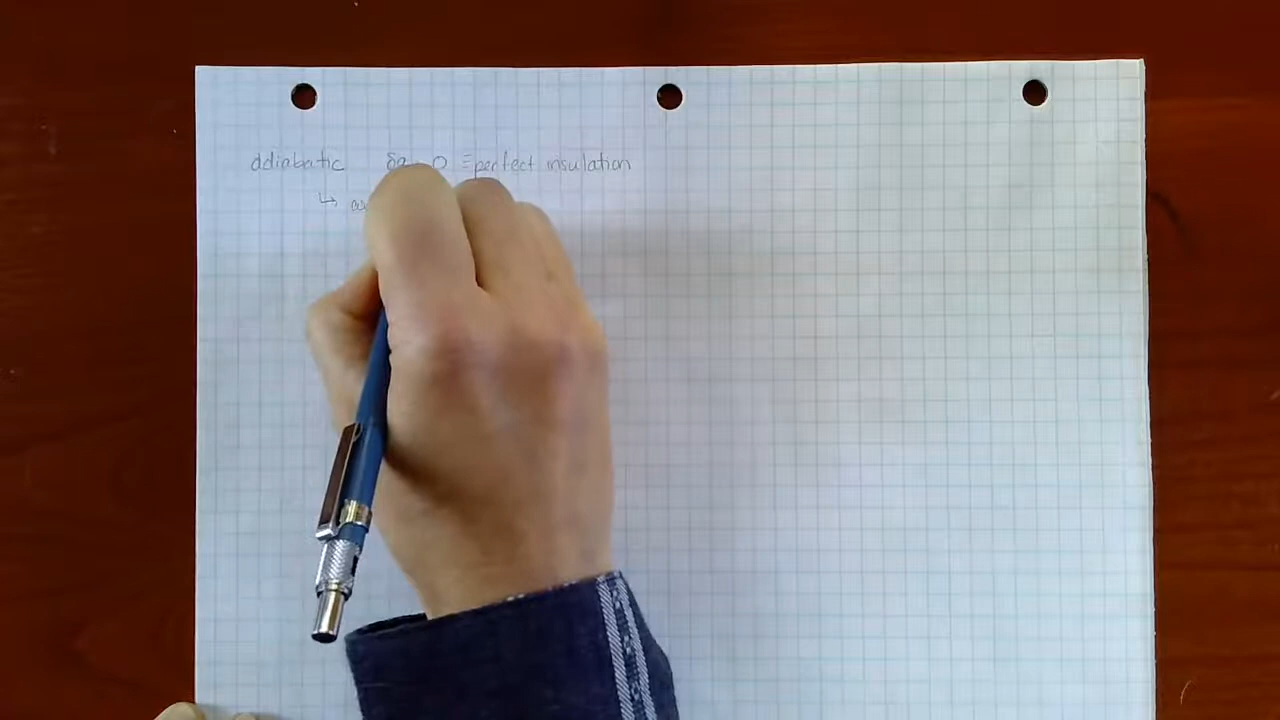 adiabatic δq = 0 ≡ perfect insulation
↳